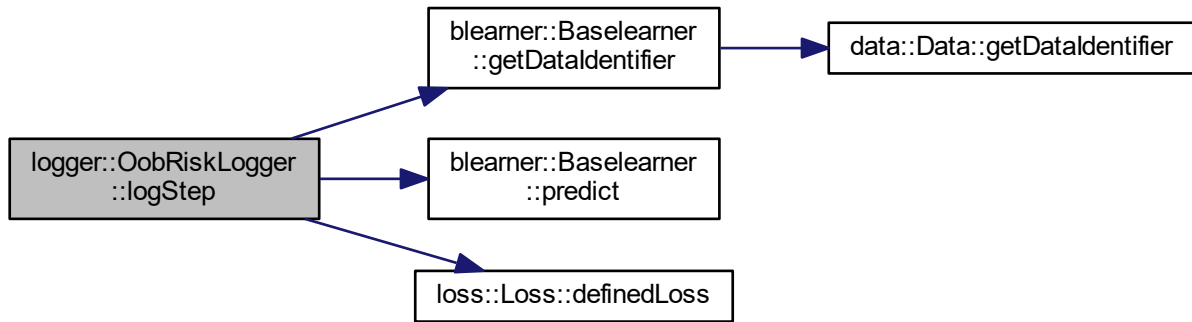 logger::OobRiskLogger
::logStep
blearner::Baselearner
::getDataIdentifier
data::Data::getDataIdentifier
blearner::Baselearner
::predict
loss::Loss::definedLoss